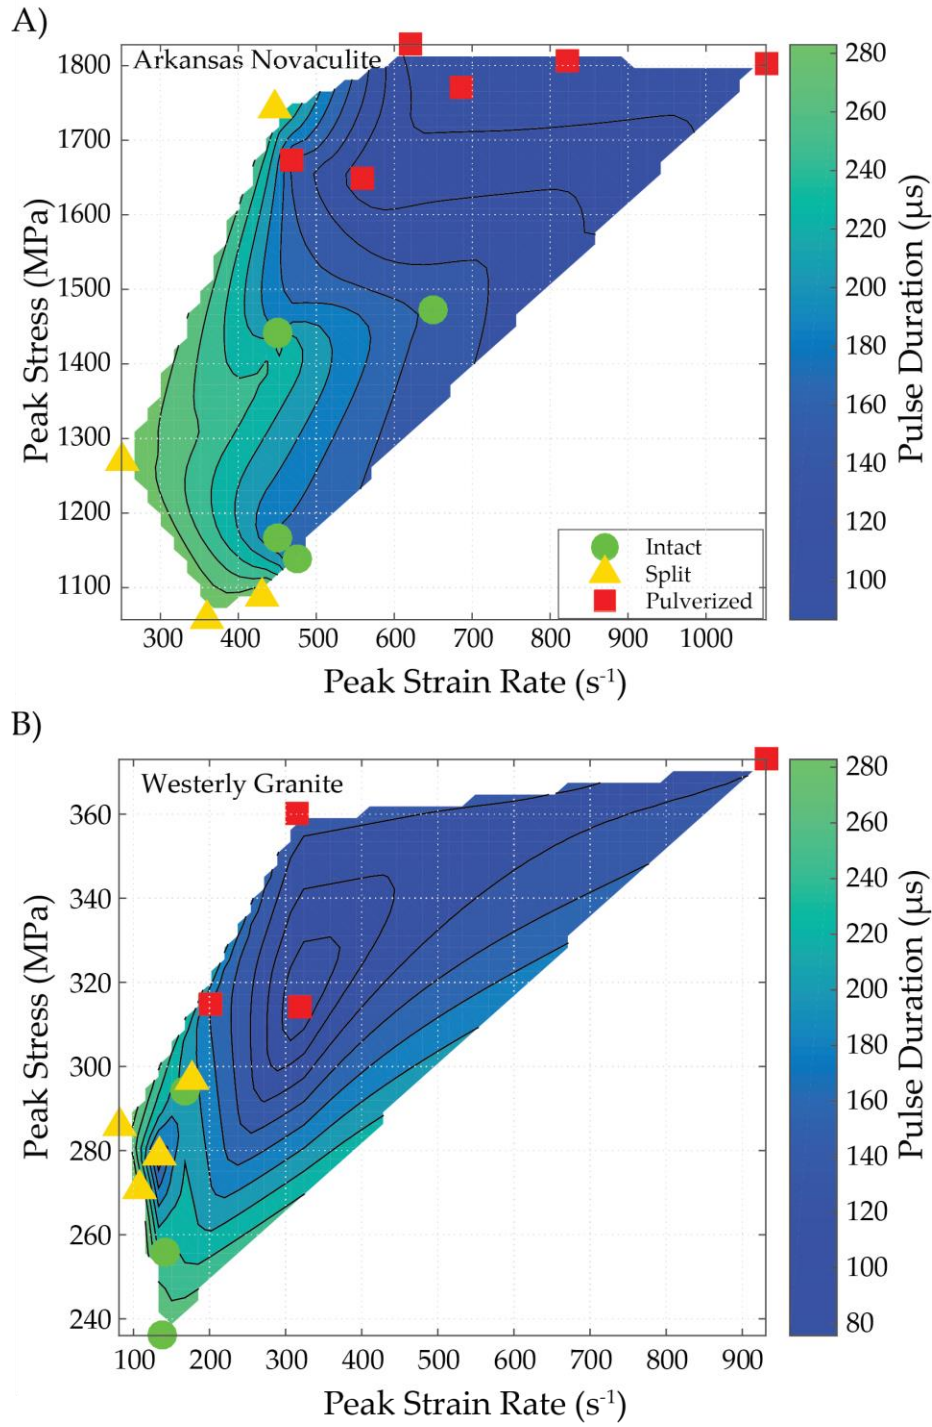 A)
Arkansas Novaculite
Peak Stress (MPa)
1800
1700
1600
1500
1400
1300
1200
1100
300 400 500 600 700 800 900 1000
Peak Strain Rate (s⁻¹)
Intact
Split
Pulverized
280
260
240
220
200
180
160
140
120
100
Pulse Duration (μs)
B)
Westerly Granite
Peak Stress (MPa)
360
340
320
300
280
260
240
100 200 300 400 500 600 700 800 900
Peak Strain Rate (s⁻¹)
280
260
240
220
200
180
160
140
120
100
80
Pulse Duration (μs)